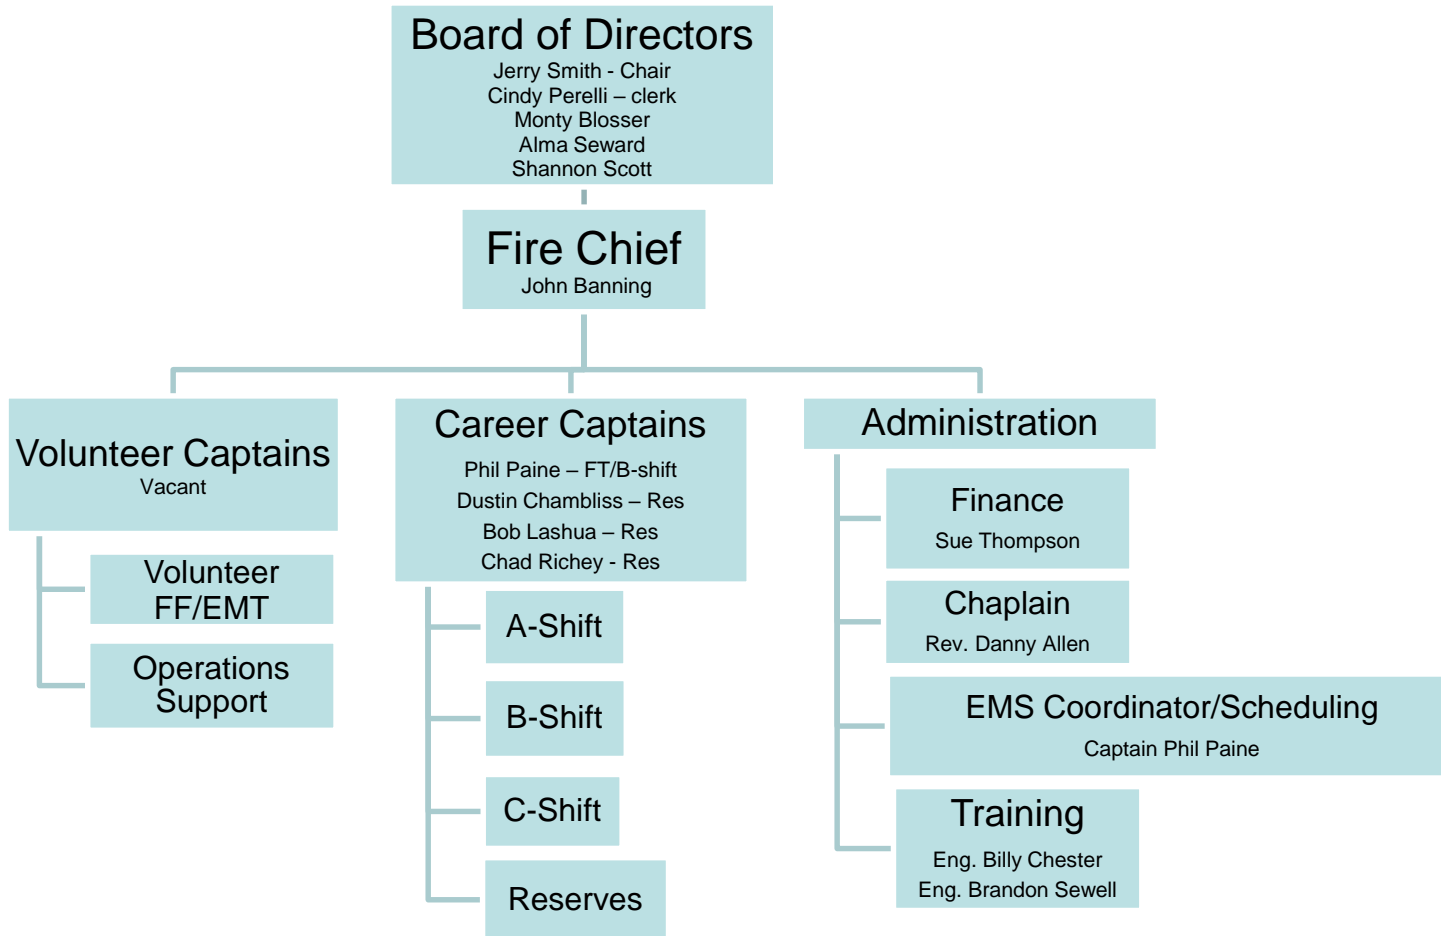 Board of Directors
Jerry Smith - Chair
Cindy Perelli – clerk
Monty Blosser
Alma Seward
Shannon Scott
Fire Chief
John Banning
Volunteer Captains
Vacant
Volunteer
FF/EMT
Operations
Support
Career Captains
Phil Paine – FT/B-shift
Dustin Chambliss – Res
Bob Lashua – Res
Chad Richey - Res
A-Shift
B-Shift
C-Shift
Reserves
Administration
Finance
Sue Thompson
Chaplain
Rev. Danny Allen
EMS Coordinator/Scheduling
Captain Phil Paine
Training
Eng. Billy Chester
Eng. Brandon Sewell